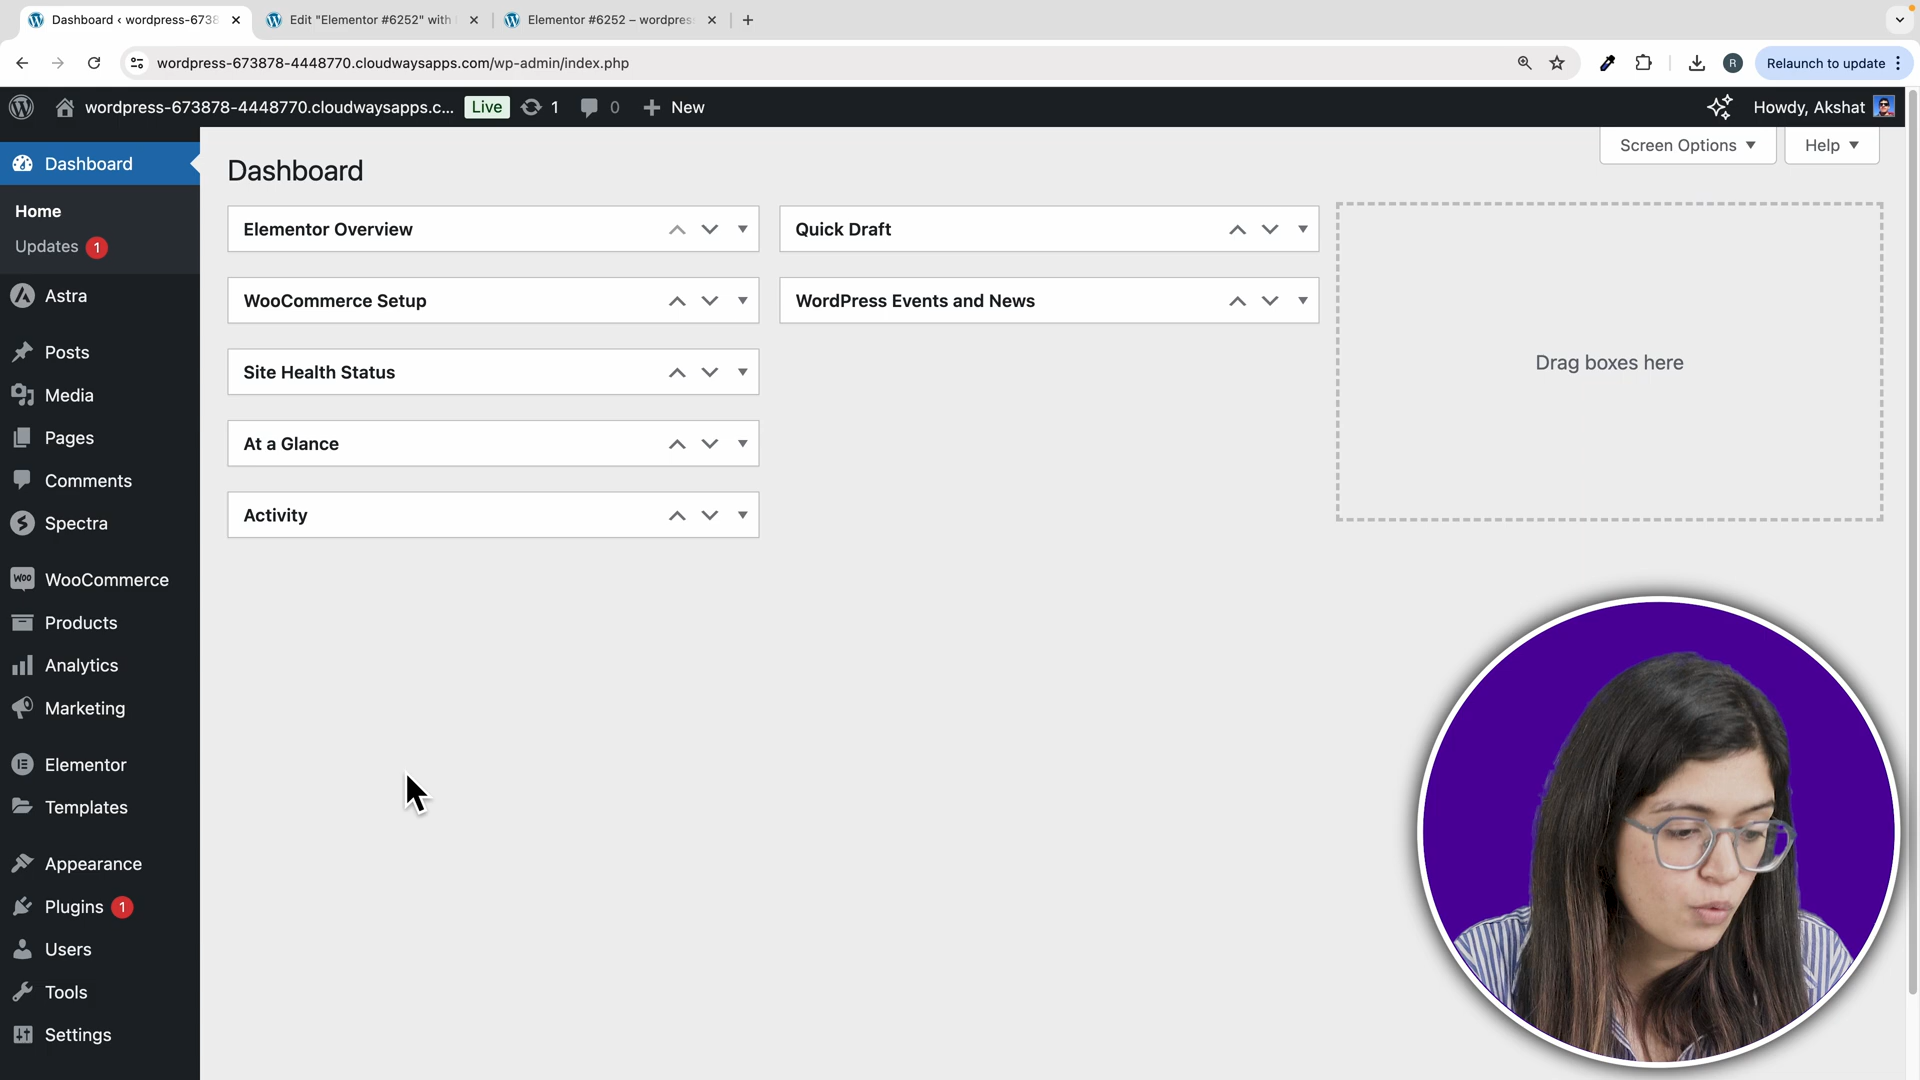 Dashboard ‹ wordpress-6738
Edit "Elementor #6252" with
Elementor #6252 – wordpres
wordpress-673878-4448770.cloudwaysapps.com/wp-admin/index.php
R
Relaunch to update
wordpress-673878-4448770.cloudwaysapps.c...
Live
1
0
New
Howdy, Akshat
Dashboard
Home
Updates 1
Astra
Posts
Media
Pages
Comments
Spectra
WooCommerce
Products
Analytics
Marketing
Elementor
Templates
Appearance
Plugins 1
Users
Tools
Settings
Screen Options
Help
Dashboard
Elementor Overview
WooCommerce Setup
Site Health Status
At a Glance
Activity
Quick Draft
WordPress Events and News
Drag boxes here